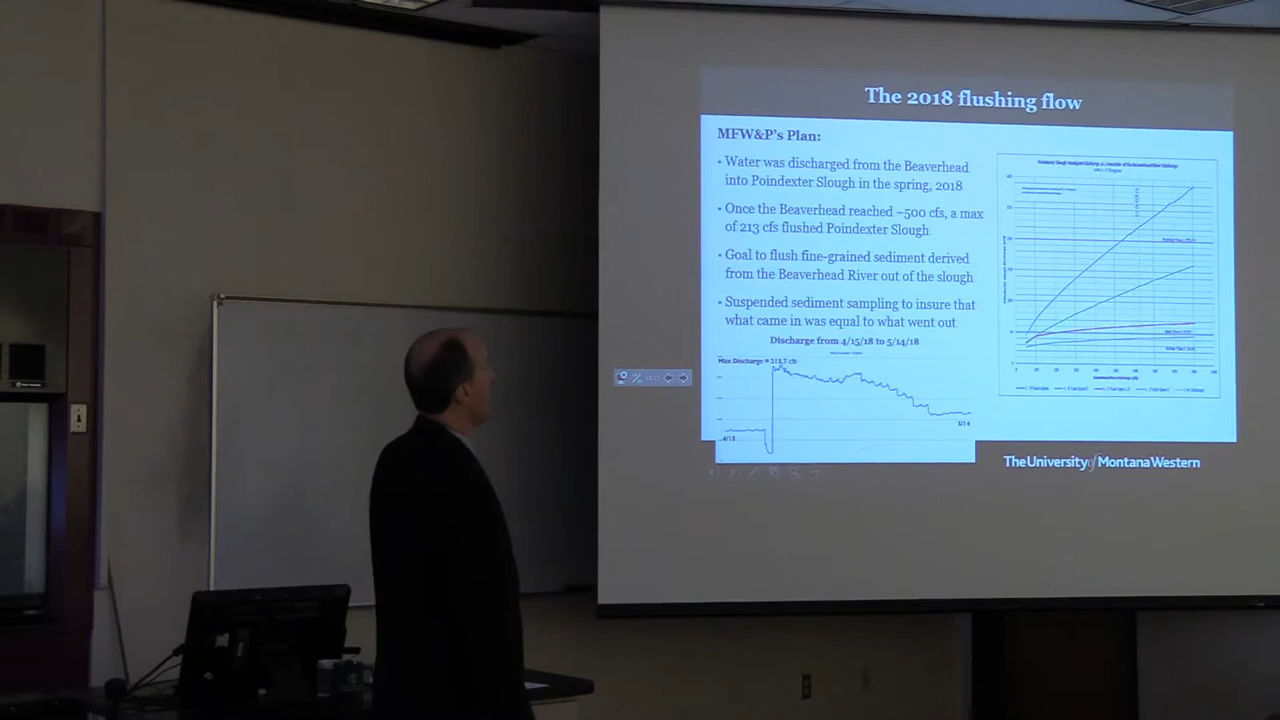 The 2018 flushing flow
MFW&P's Plan:
• Water was discharged from the Beaverhead
into Poindexter Slough in the spring, 2018
• Once the Beaverhead reached ~500 cfs, a max
of 213 cfs flushed Poindexter Slough
• Goal to flush fine-grained sediment derived
from the Beaverhead River out of the slough
• Suspended sediment sampling to insure that
what came in was equal to what went out
Discharge from 4/15/18 to 5/14/18
Max Discharge =
4/15
5/14
The University of Montana Western